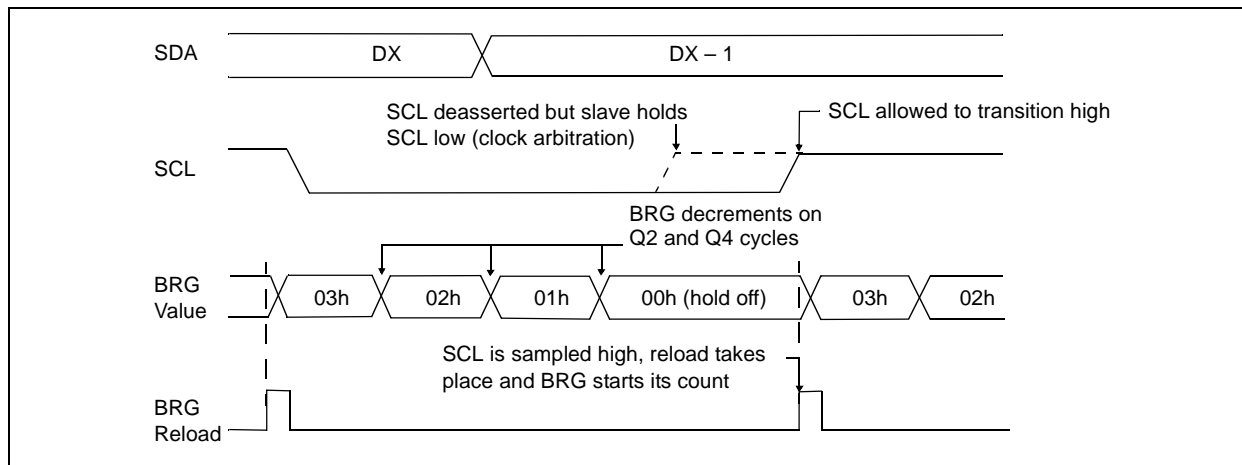 SDA
DX
DX – 1
SCL deasserted but slave holds
SCL low (clock arbitration)
SCL allowed to transition high
SCL
BRG decrements on
Q2 and Q4 cycles
BRG
Value
03h
02h
01h
00h (hold off)
03h
02h
SCL is sampled high, reload takes
place and BRG starts its count
BRG
Reload